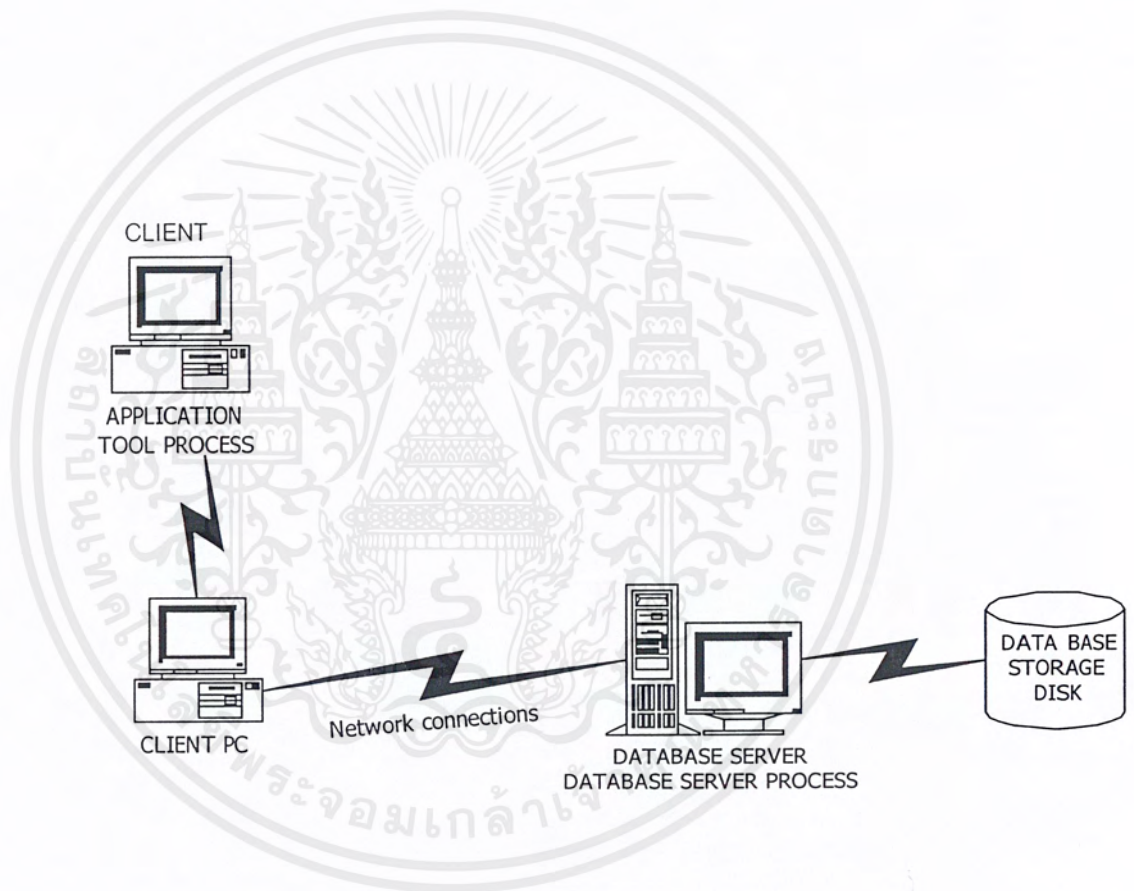 CLIENT
APPLICATION
TOOL PROCESS
CLIENT PC
Network connections
DATABASE SERVER
DATABASE SERVER PROCESS
DATA BASE
STORAGE
DISK